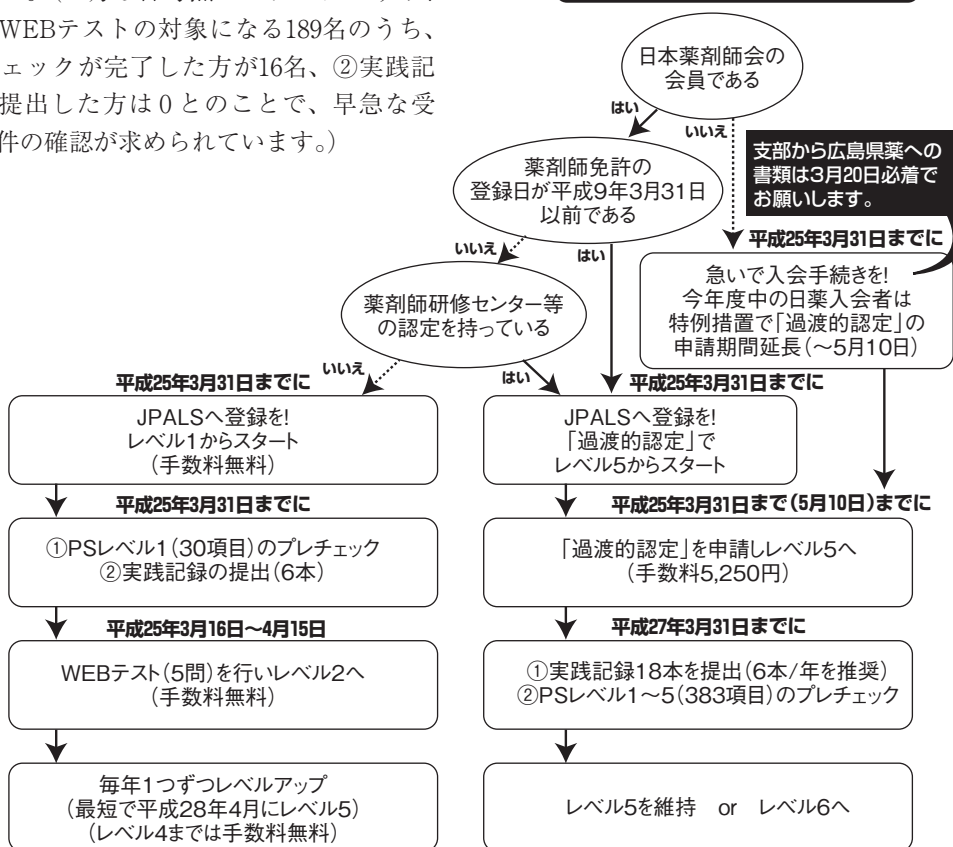 WEBテストの対象になる189名のうち、
ェックが完了した方が16名、②実践記
提出した方は０とのことで、早急な受
件の確認が求められています。）
日本薬剤師会の
会員である
はい
いいえ
支部から広島県薬への
書類は3月20日必着で
お願いします。
薬剤師免許の
登録日が平成9年3月31日
以前である
いいえ
はい
平成25年3月31日までに
急いで入会手続きを!
今年度中の日薬入会者は
特例措置で「過渡的認定」の
申請期間延長(～5月10日)
薬剤師研修センター等
の認定を持っている
いいえ
はい
平成25年3月31日までに
JPALSへ登録を!
レベル1からスタート
(手数料無料)
平成25年3月31日までに
JPALSへ登録を!
「過渡的認定」で
レベル5からスタート
平成25年3月31日までに
①PSレベル1(30項目)のプレチェック
②実践記録の提出(6本)
平成25年3月31日まで(5月10日)までに
「過渡的認定」を申請しレベル5へ
(手数料5,250円)
平成25年3月16日～4月15日
WEBテスト(5問)を行いレベル2へ
(手数料無料)
平成27年3月31日までに
①実践記録18本を提出(6本/年を推奨)
②PSレベル1～5(383項目)のプレチェック
毎年1つずつレベルアップ
(最短で平成28年4月にレベル5)
(レベル4までは手数料無料)
レベル5を維持 or レベル6へ